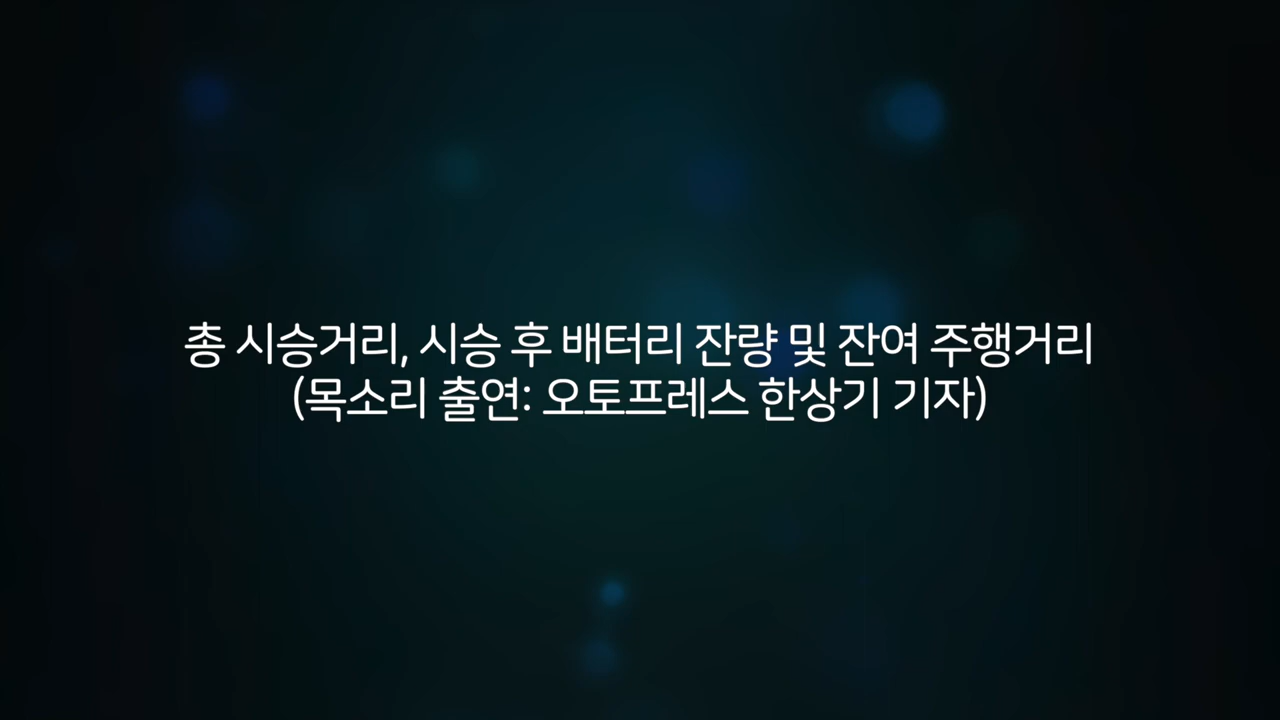 총 시승거리, 시승 후 배터리 잔량 및 잔여 주행거리
(목소리 출연: 오토프레스 한상기 기자)